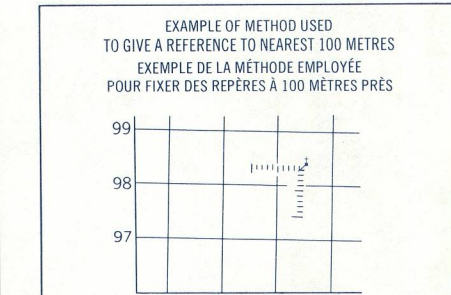 EXAMPLE OF METHOD USED
TO GIVE A REFERENCE TO NEAREST 100 METRES
EXEMPLE DE LA MÉTHODE EMPLOYÉE
POUR FIXER DES REPÈRES À 100 MÈTRES PRÈS
99
98
97